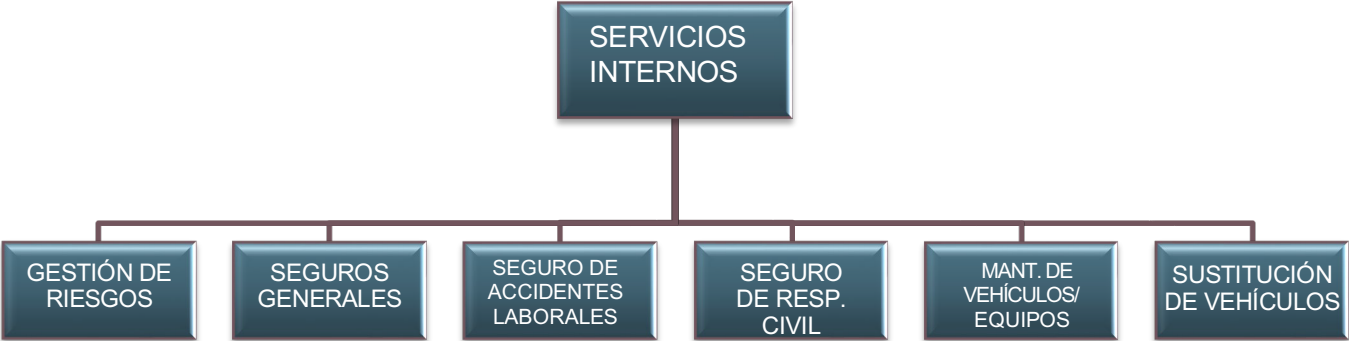 SERVICIOS
INTERNOS
GESTIÓN DE
RIESGOS
SEGUROS
GENERALES
SEGURO DE
ACCIDENTES
LABORALES
SEGURO
DE RESP.
CIVIL
MANT. DE
VEHÍCULOS/
EQUIPOS
SUSTITUCIÓN
DE VEHÍCULOS